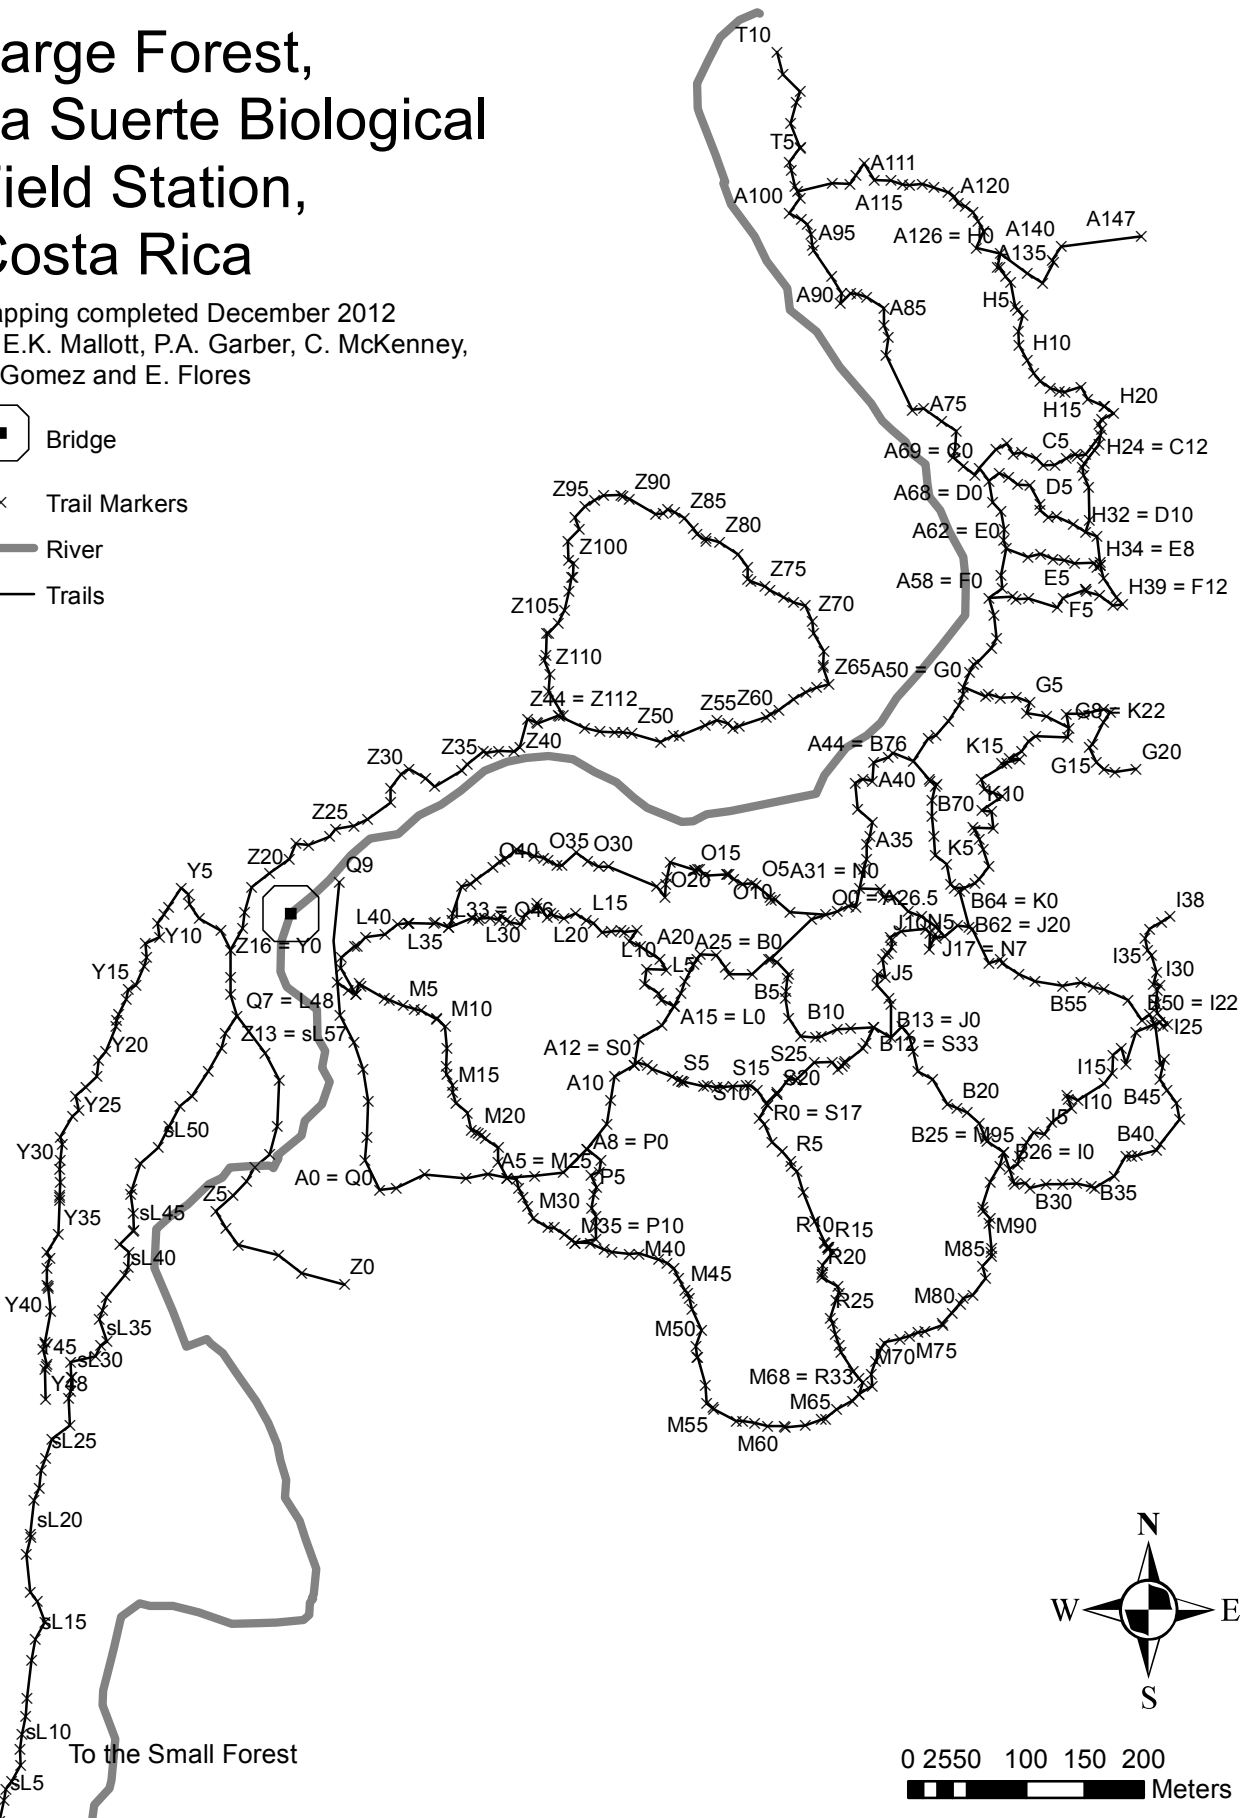 arge Forest,
a Suerte Biological
ield Station,
Costa Rica
apping completed December 2012
E.K. Mallott, P.A. Garber, C. McKenney,
Gomez and E. Flores
Bridge
Trail Markers
River
Trails
T10
T5
A111
A120
A100
A115
A95
A126 = H0
A140
A147
A135
A90
A85
H5
H10
A75
H15
H20
A69 = C0
C5
H24 = C12
Z95
Z90
Z85
A68 = D0
D5
Z80
H32 = D10
Z100
A62 = E0
H34 = E8
Z75
A58 = F0
E5
H39 = F12
Z105
Z70
F5
Z110
Z65
A50 = G0
G5
Z44 = Z112
Z50
Z55
Z60
G8 = K22
Z30
Z35
Z40
A44 = B76
K15
G15
G20
A40
B70
K10
Z25
A35
K5
Z20
Q9
O40
O35
O30
O15
O20
O5
A31 = N0
O10
Y5
O0 = A26.5
B64 = K0
I38
L40
L33 = O46
L15
J10
N5
B62 = J20
Y10
Z16 = Y0
L35
L30
L20
L10
A20
A25 = B0
J17 = N7
I35
Y15
L5
J5
I30
Q7 = L48
M5
B5
B55
B50 = I22
M10
A15 = L0
B10
B13 = J0
I25
Z13 = sL57
B12 = S33
Y20
A12 = S0
S5
S15
S25
S20
I15
A10
S10
B20
B45
Y25
M15
R0 = S17
I10
I5
sL50
M20
R5
B25 = M95
B40
Y30
A8 = P0
B26 = I0
A0 = Q0
A5 = M25
P5
B30
B35
Z5
M30
Y35
sL45
M35 = P10
R10
R15
M90
sL40
M40
R20
M85
Z0
M45
R25
M80
Y40
sL35
M50
M75
Y45
sL30
M70
Y48
M68 = R33
M65
M55
M60
sL25
sL20
N
W
E
S
sL15
sL10
To the Small Forest
sL5
0 25 50 100 150 200
Meters